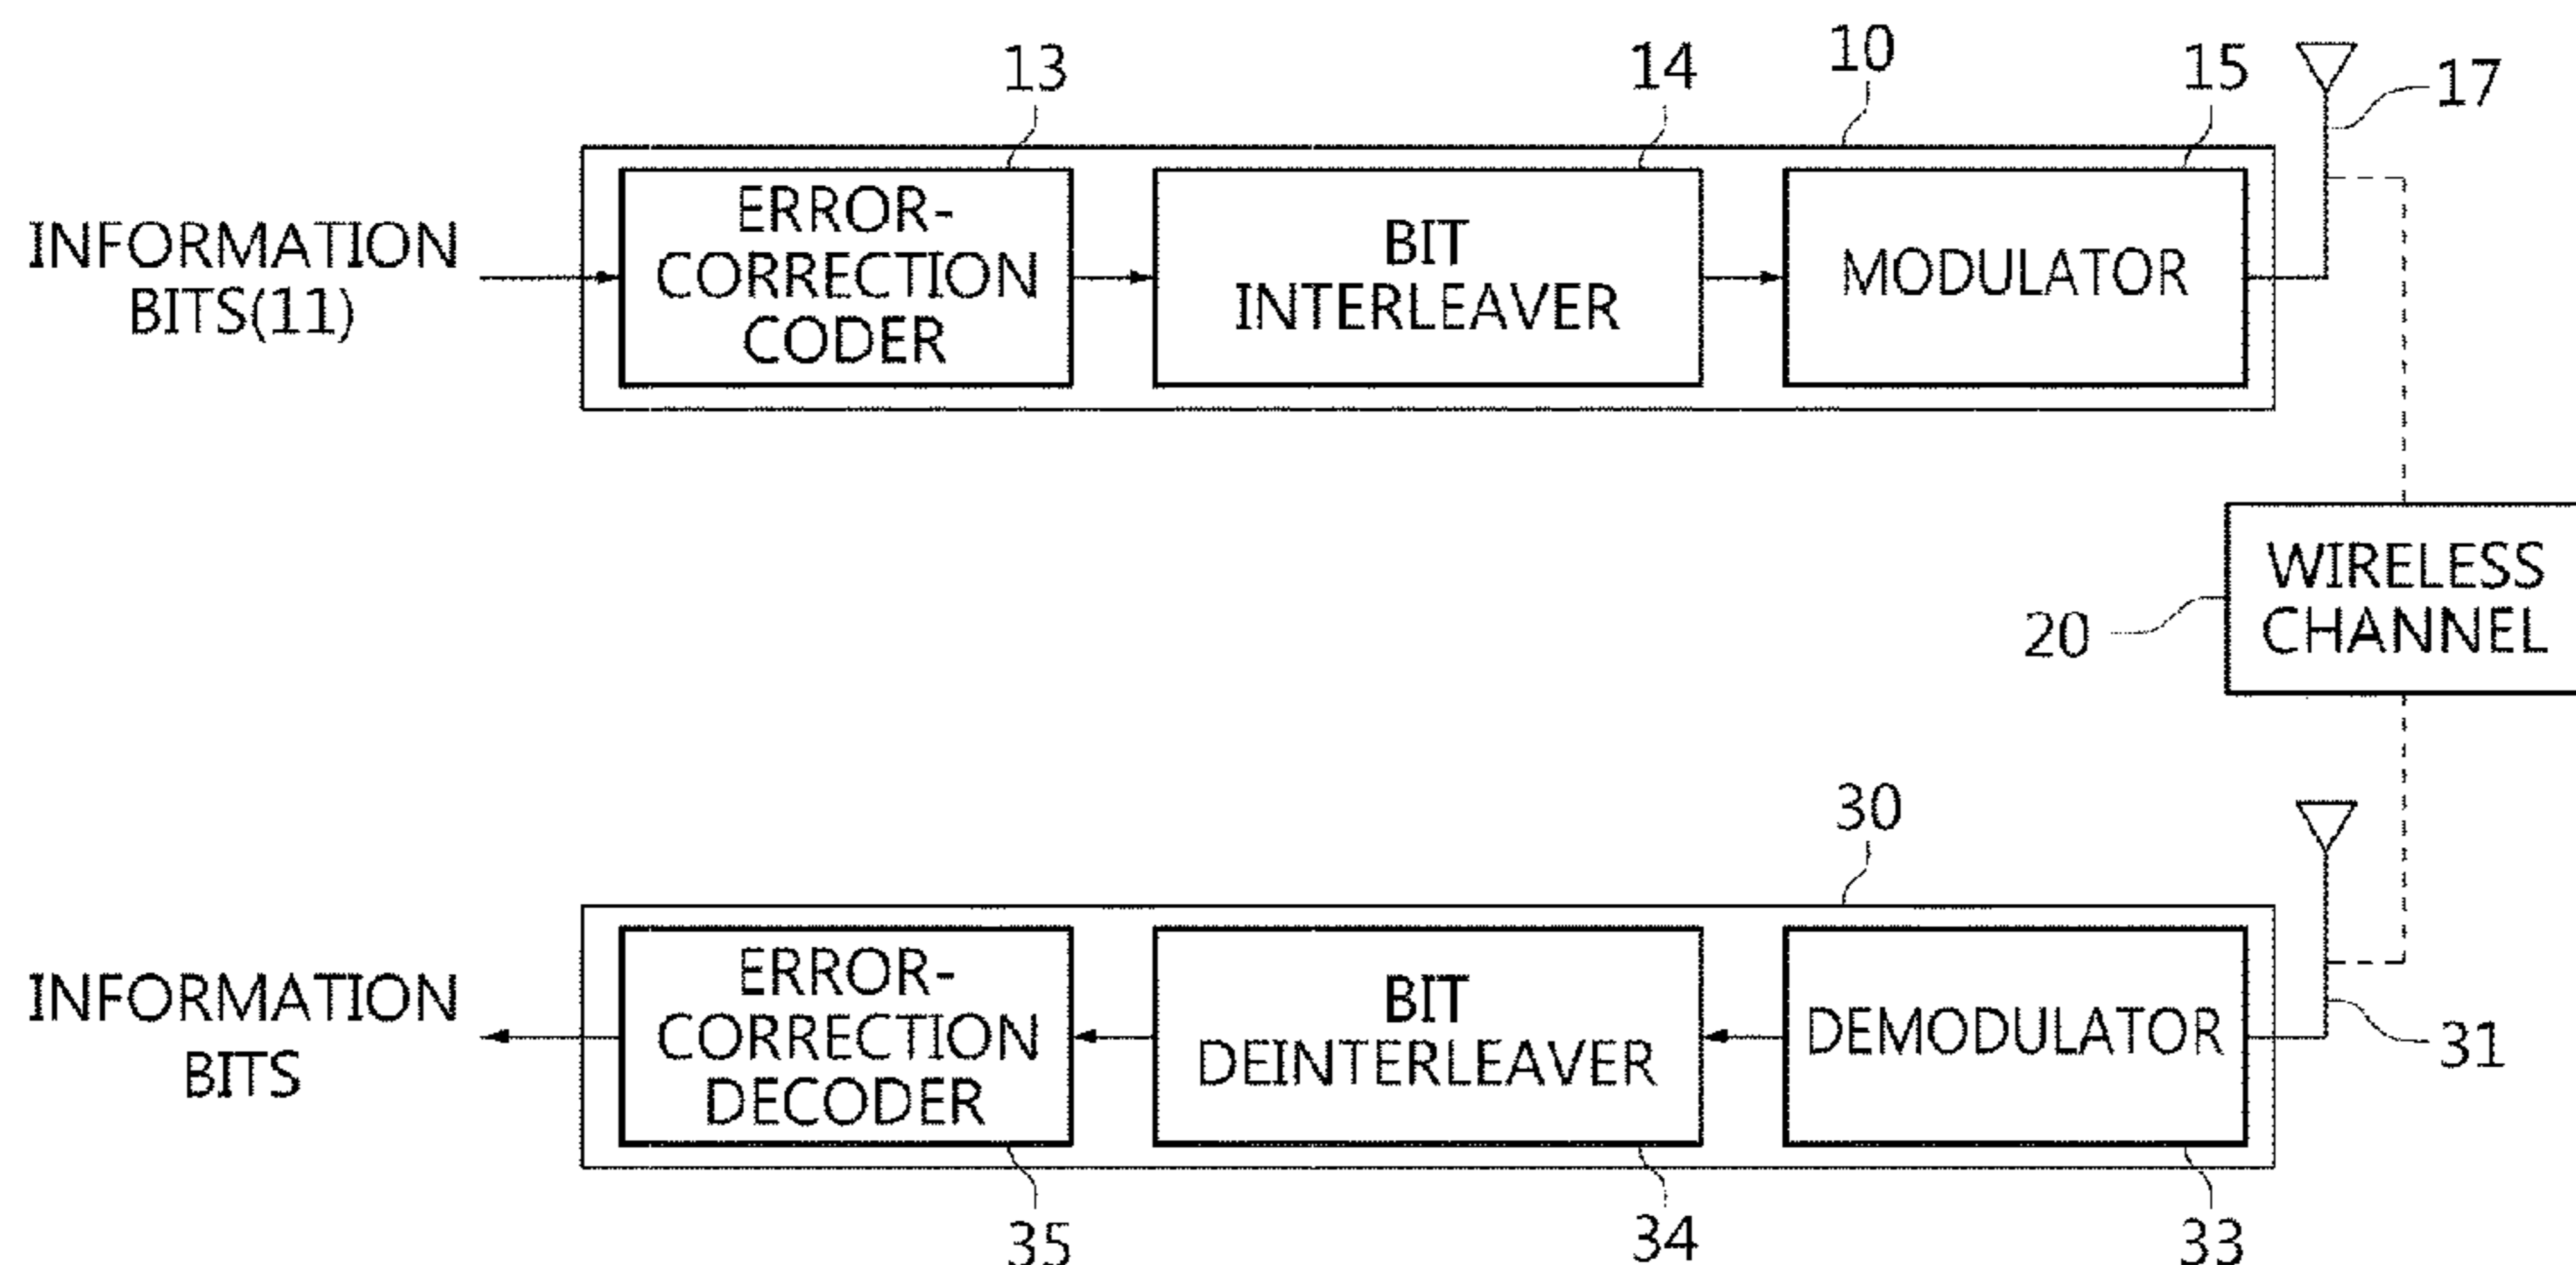 13
14
10
15
17
INFORMATION
BITS(11)
ERROR-
CORRECTION
CODER
BIT
INTERLEAVER
MODULATOR
WIRELESS
CHANNEL
20
30
INFORMATION
BITS
ERROR-
CORRECTION
DECODER
BIT
DEINTERLEAVER
DEMODULATOR
31
35
34
33